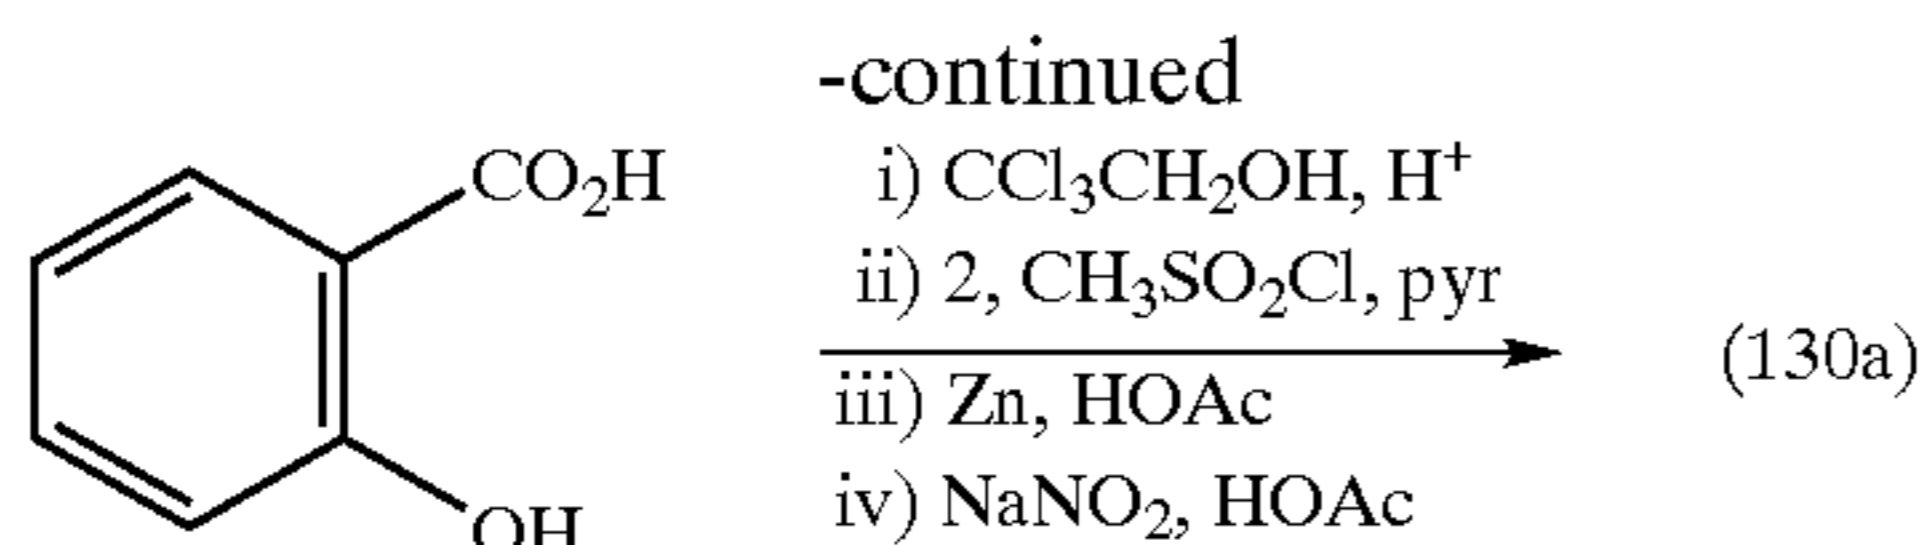 -continued
CO₂H
i) CCl₃CH₂OH, H⁺
ii) 2, CH₃SO₂Cl, pyr
(130a)
iii) Zn, HOAc
iv) NaNO₂, HOAc
OH